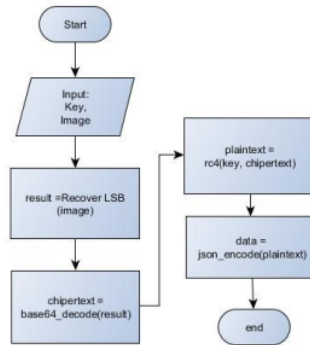 Start
Input:
Key,
Image
result =Recover LSB
(image)
chipertext =
base64_decode(result)
plaintext =
rc4(key, chipertext)
data =
json_encode(plaintext)
end